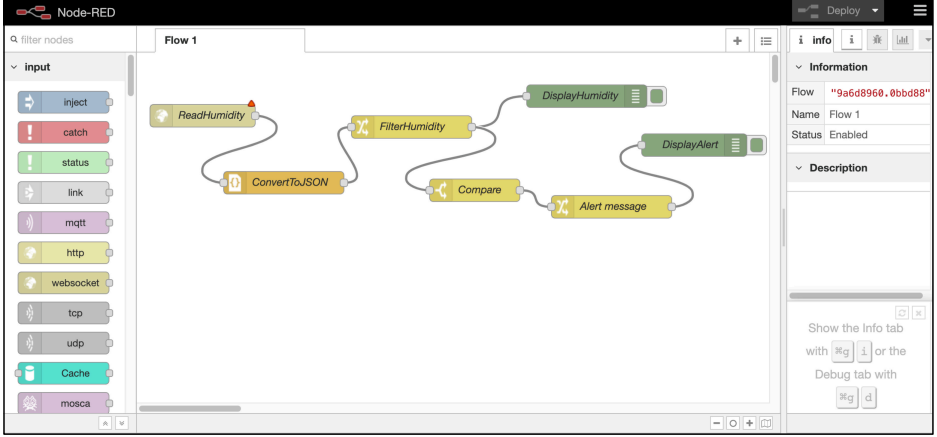 Node-RED
Deploy
filter nodes
Flow 1
info
input
inject
catch
status
link
mqtt
http
websocket
tcp
udp
Cache
mosca
ReadHumidity
ConvertToJSON
FilterHumidity
DisplayHumidity
Compare
Alert message
DisplayAlert
Information
Flow "9a6d8960.0bbd88"
Name Flow 1
Status Enabled
Description
Show the Info tab
with ⌘g i or the
Debug tab with
⌘g d